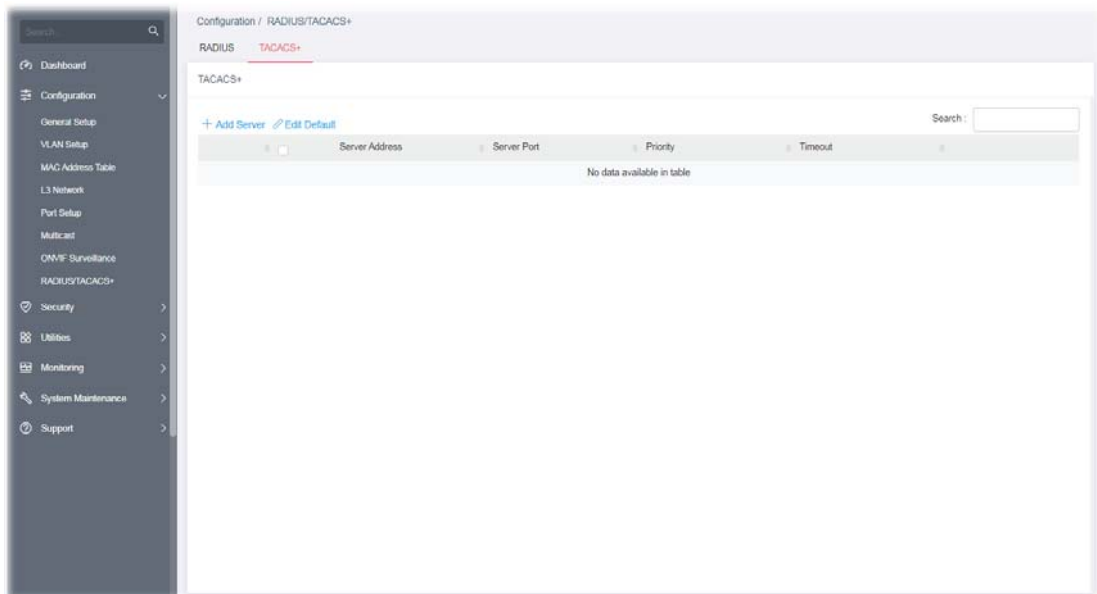 Search...
Dashboard
Configuration
General Setup
VLAN Setup
MAC Address Table
L3 Network
Port Setup
Multicast
ONVIF Surveillance
RADIUS/TACACS+
Security
Utilities
Monitoring
System Maintenance
Support
Configuration / RADIUS/TACACS+
RADIUS TACACS+
TACACS+
Add Server Edit Default Search :
Server Address Server Port Priority Timeout
No data available in table